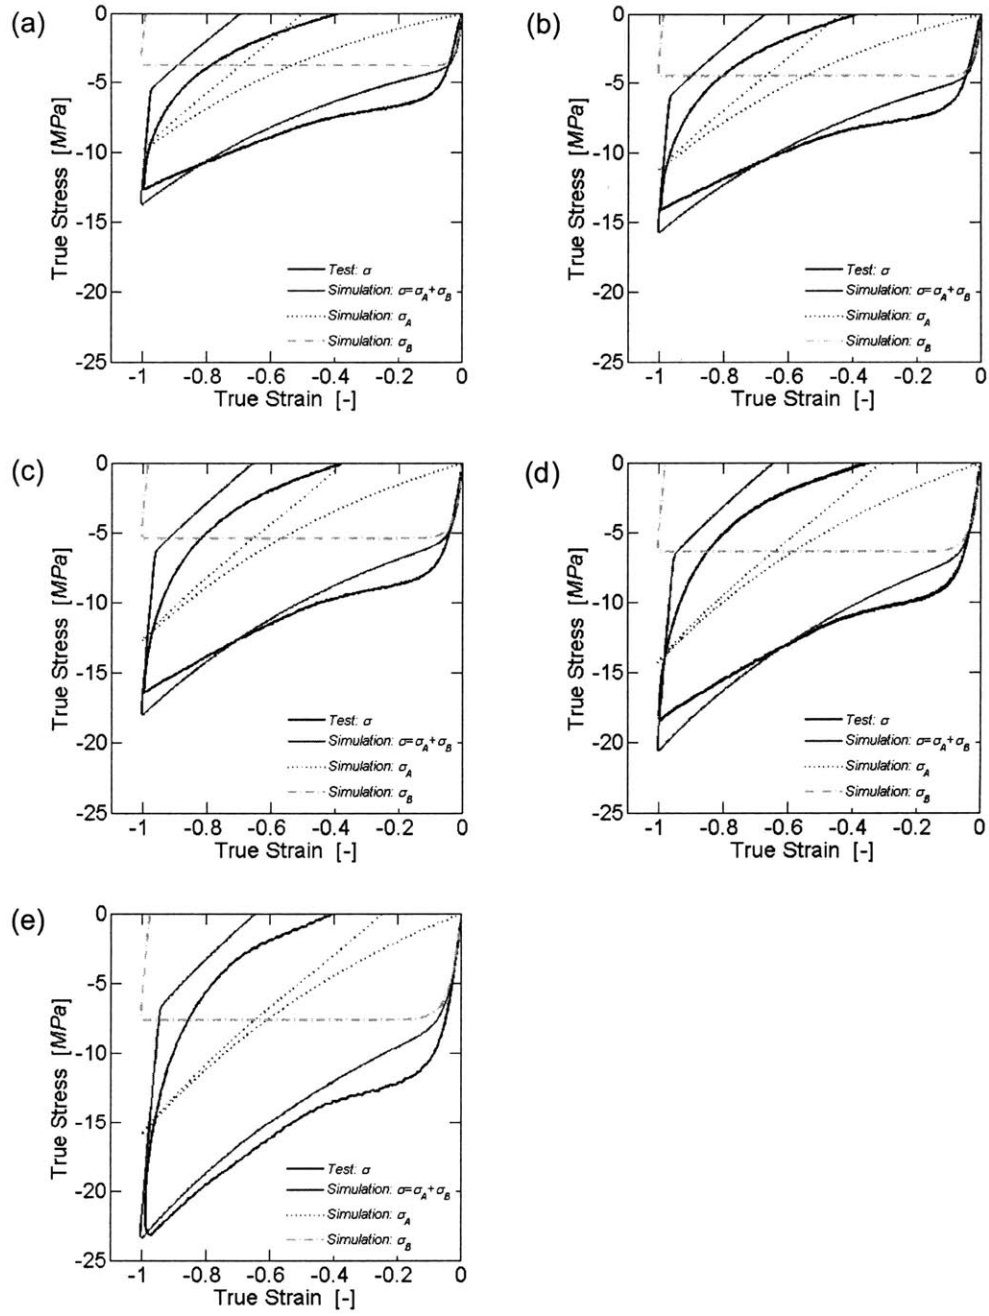 (a)
0
-5
-10
-15
-20
-25
True Stress [MPa]
Test: σ
Simulation: σ=σA+σB
Simulation: σA
Simulation: σB
-1 -0.8 -0.6 -0.4 -0.2 0
True Strain [-]
(b)
0
-5
-10
-15
-20
-25
True Stress [MPa]
Test: σ
Simulation: σ=σA+σB
Simulation: σA
Simulation: σB
-1 -0.8 -0.6 -0.4 -0.2 0
True Strain [-]
(c)
0
-5
-10
-15
-20
-25
True Stress [MPa]
Test: σ
Simulation: σ=σA+σB
Simulation: σA
Simulation: σB
-1 -0.8 -0.6 -0.4 -0.2 0
True Strain [-]
(d)
0
-5
-10
-15
-20
-25
True Stress [MPa]
Test: σ
Simulation: σ=σA+σB
Simulation: σA
Simulation: σB
-1 -0.8 -0.6 -0.4 -0.2 0
True Strain [-]
(e)
0
-5
-10
-15
-20
-25
True Stress [MPa]
Test: σ
Simulation: σ=σA+σB
Simulation: σA
Simulation: σB
-1 -0.8 -0.6 -0.4 -0.2 0
True Strain [-]